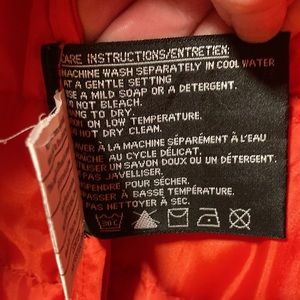 CARE INSTRUCTIONS/ENTRETIEN:
MACHINE WASH SEPARATELY IN COOL WATER
AT A GENTLE SETTING
USE A MILD SOAP OR A DETERGENT.
DO NOT BLEACH.
HANG TO DRY.
IRON ON LOW TEMPERATURE.
DO NOT DRY CLEAN.
LAVER À LA MACHINE SÉPARÉMENT À L'EAU
AU CYCLE DÉLICAT.
UTILISER UN SAVON DOUX OU UN DÉTERGENT.
PAS JAVELLISER.
SUSPENDRE POUR SÉCHER.
REPASSER À BASSE TEMPÉRATURE.
PAS NETTOYER À SEC.